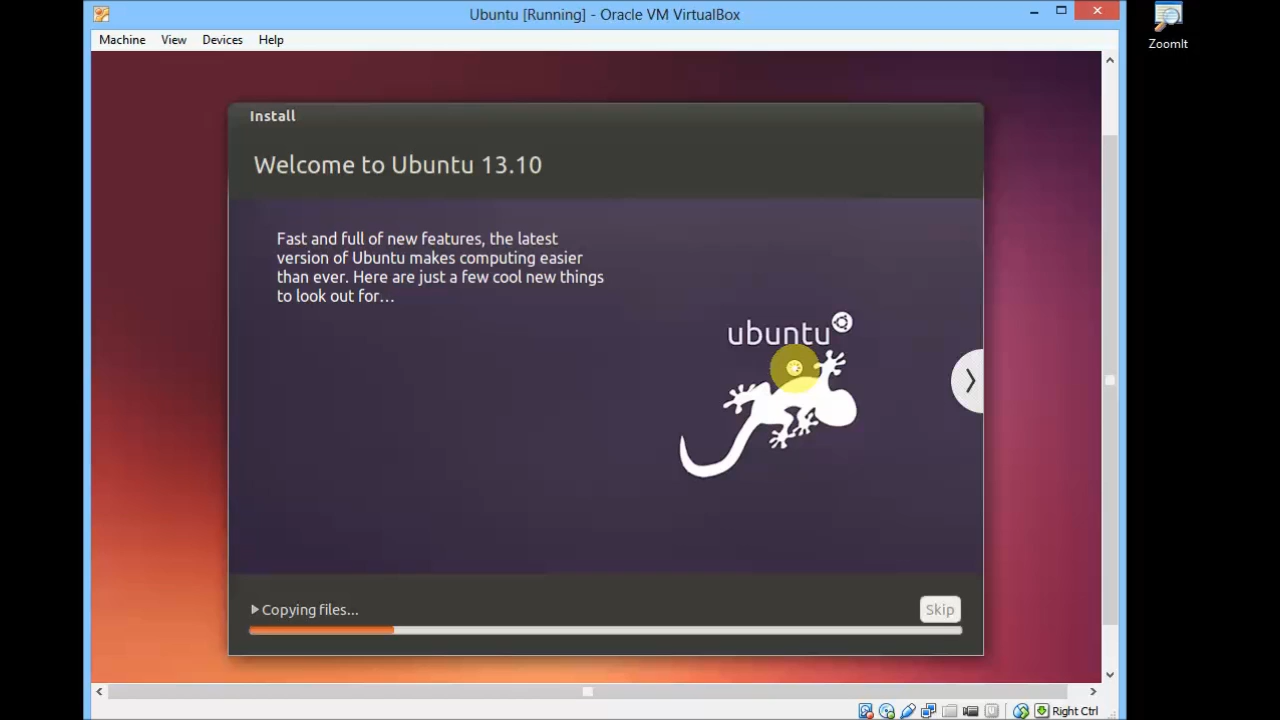 Ubuntu [Running] - Oracle VM VirtualBox
ZoomIt
Machine View Devices Help
Install
Welcome to Ubuntu 13.10
Fast and full of new features, the latest
version of Ubuntu makes computing easier
than ever. Here are just a few cool new things
to look out for...
ubuntu
Copying files...
Skip
Right Ctrl